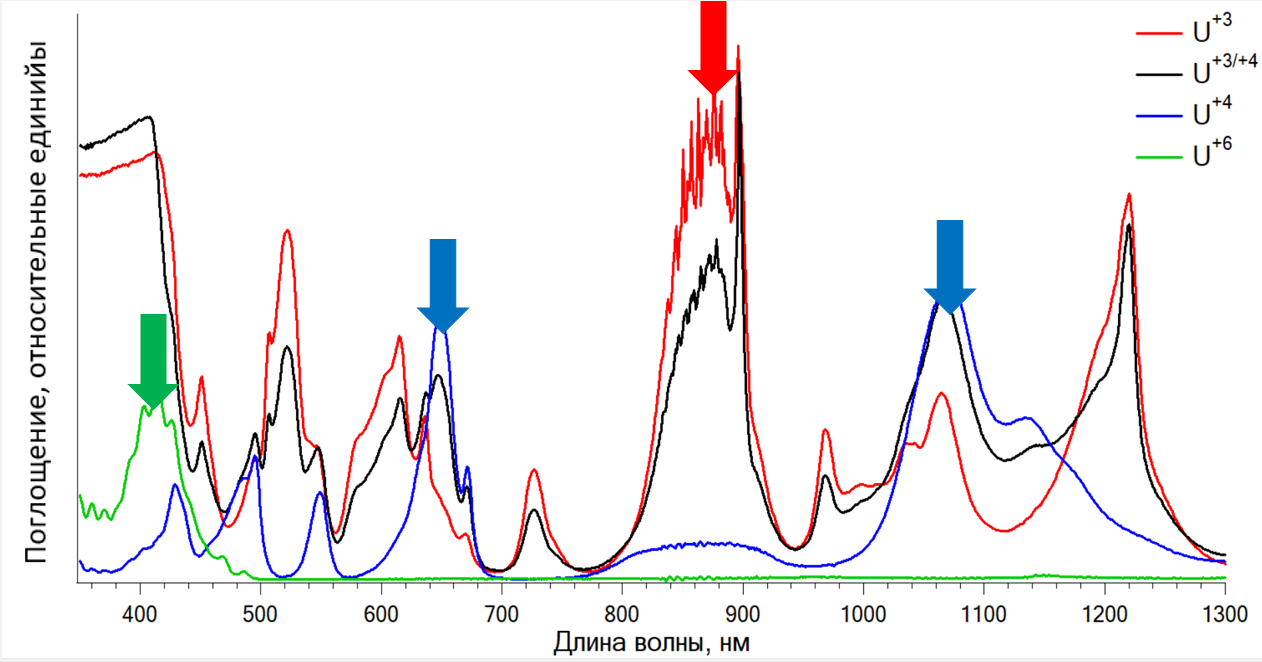 Поглощение, относительные единийы
U+3
U+3/+4
U+4
U+6
400 500 600 700 800 900 1000 1100 1200 1300
Длина волны, нм